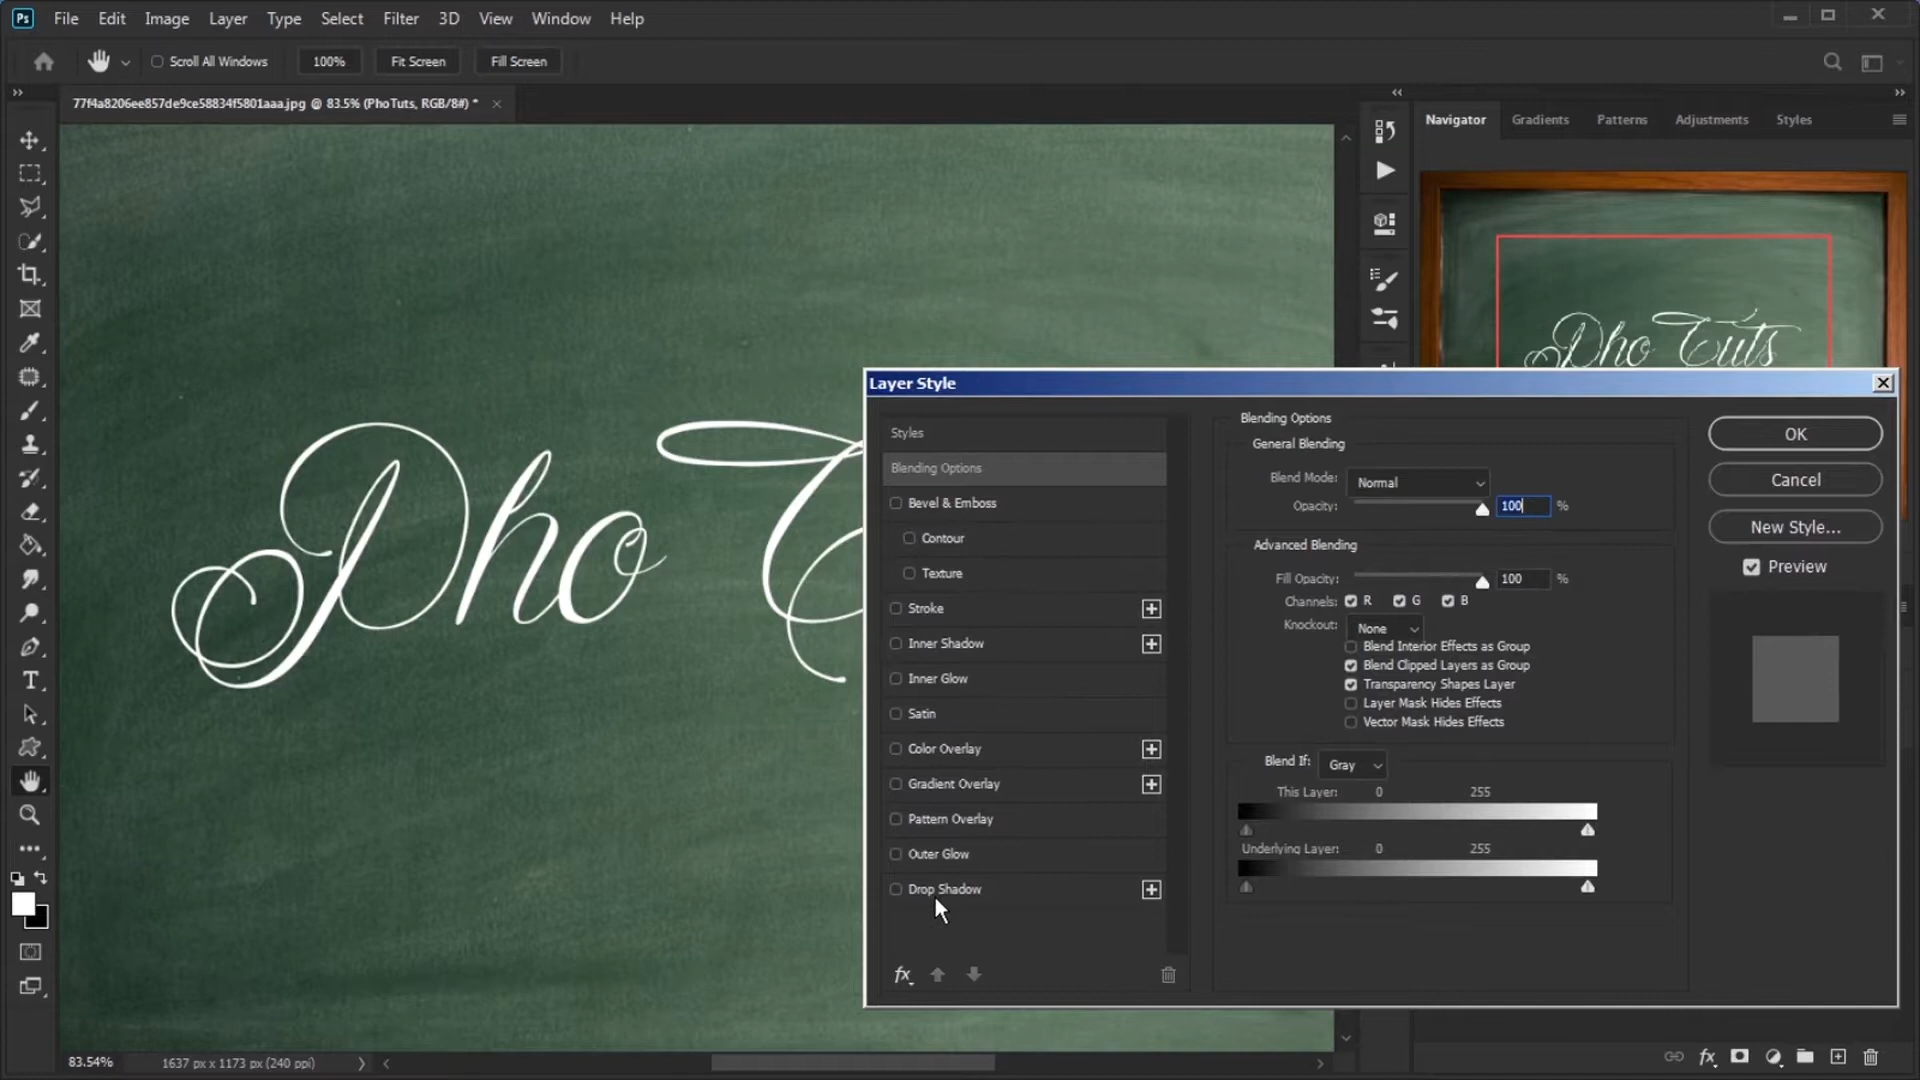 Ps File Edit Image Layer Type Select Filter 3D View Window Help
Scroll All Windows 100% Fit Screen Fill Screen
77f4a8206ee857de9ce58834f5801aaa.jpg @ 83.5% (PhoTuts, RGB/8#) *
Navigator Gradients Patterns Adjustments Styles
Pho Tuts
Pho T
Layer Style
Styles
Blending Options
Bevel & Emboss
Contour
Texture
Stroke
Inner Shadow
Inner Glow
Satin
Color Overlay
Gradient Overlay
Pattern Overlay
Outer Glow
Drop Shadow
fx
Blending Options
General Blending
Blend Mode: Normal
Opacity: 100 %
Advanced Blending
Fill Opacity: 100 %
Channels: R G B
Knockout: None
Blend Interior Effects as Group
Blend Clipped Layers as Group
Transparency Shapes Layer
Layer Mask Hides Effects
Vector Mask Hides Effects
Blend If: Gray
This Layer: 0 255
Underlying Layer: 0 255
OK
Cancel
New Style...
Preview
83.54% 1637 px x 1173 px (240 ppi)
fx